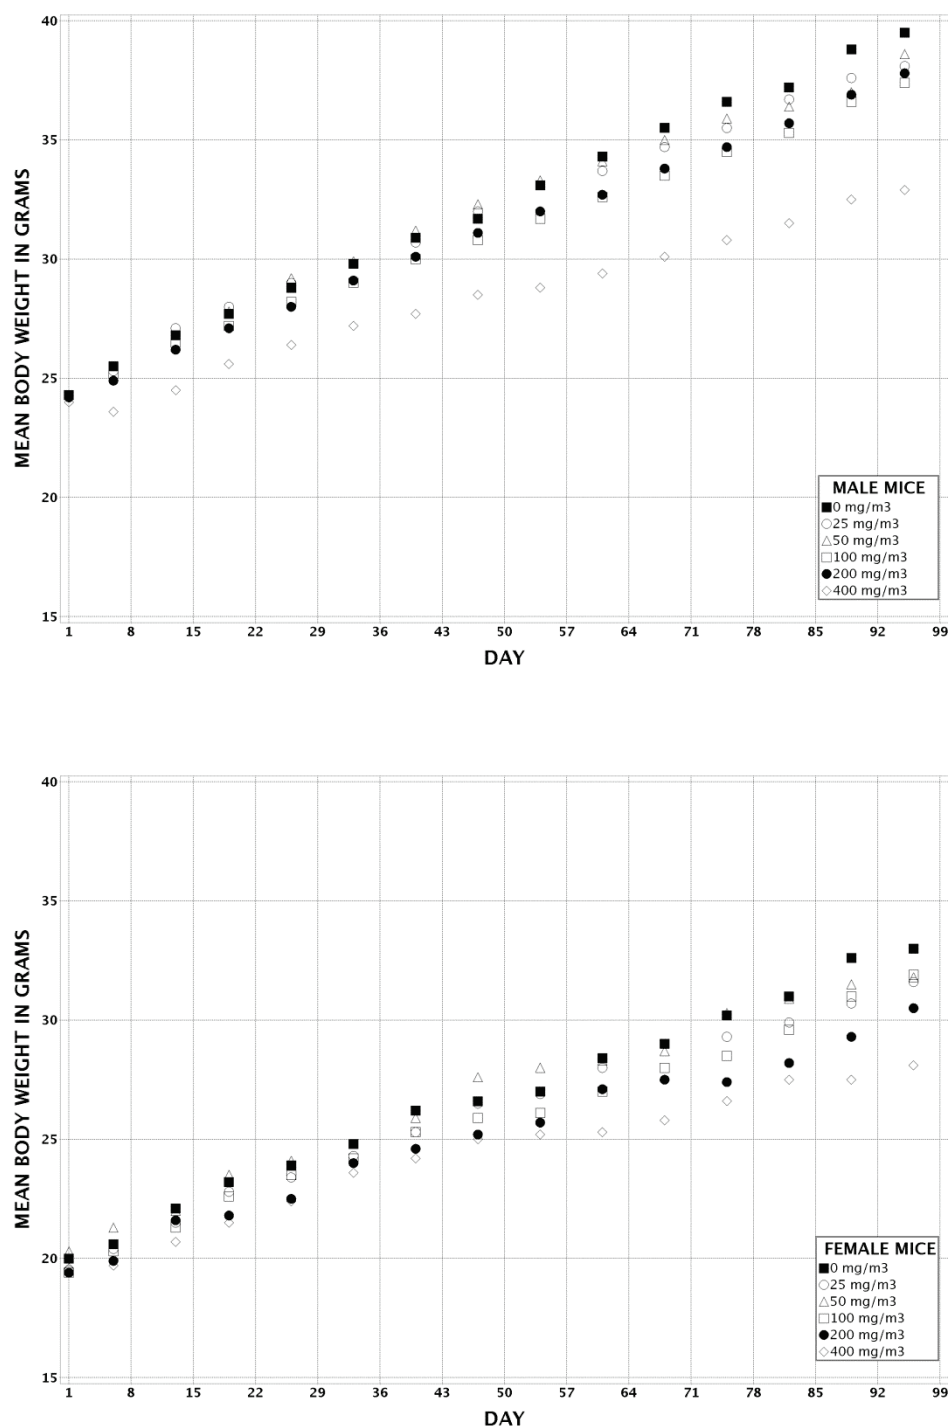 40
35
30
25
20
15
MEAN BODY WEIGHT IN GRAMS
MALE MICE
0 mg/m3
25 mg/m3
50 mg/m3
100 mg/m3
200 mg/m3
400 mg/m3
1 8 15 22 29 36 43 50 57 64 71 78 85 92 99
DAY
40
35
30
25
20
15
MEAN BODY WEIGHT IN GRAMS
FEMALE MICE
0 mg/m3
25 mg/m3
50 mg/m3
100 mg/m3
200 mg/m3
400 mg/m3
1 8 15 22 29 36 43 50 57 64 71 78 85 92 99
DAY